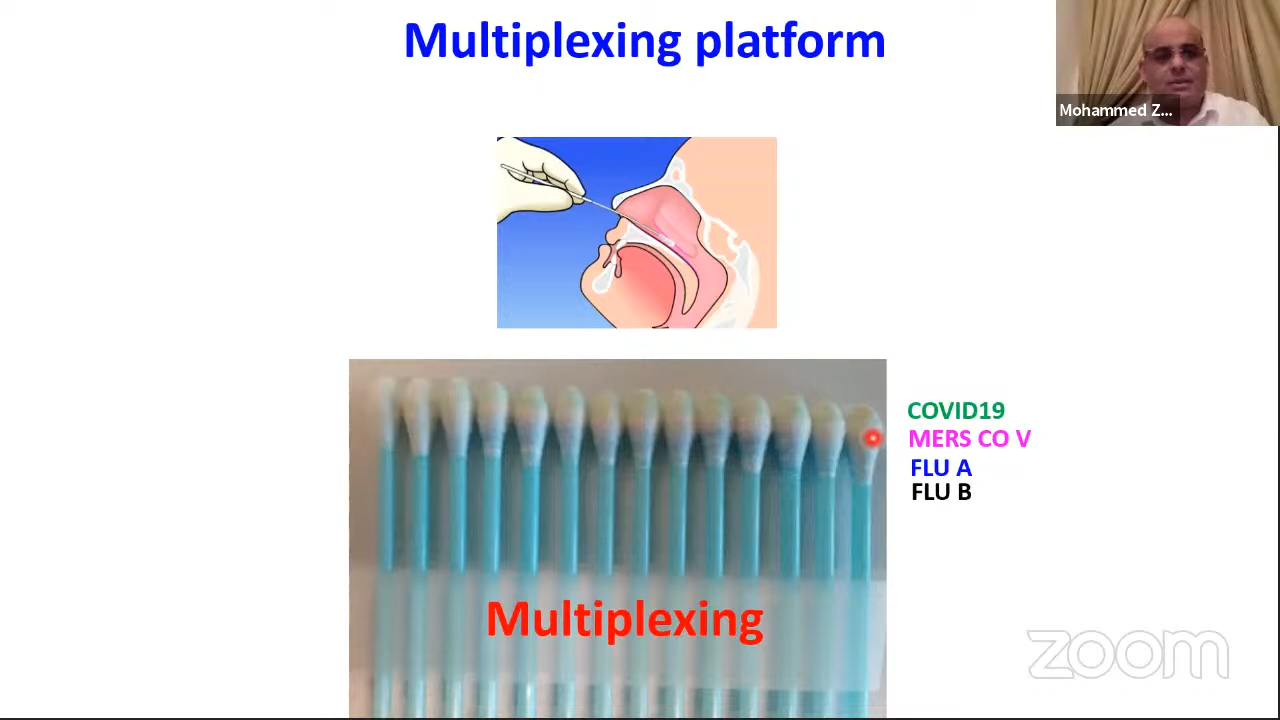 Multiplexing platform
Mohammed Z...
COVID19
MERS CO V
FLU A
FLU B
Multiplexing
zoom